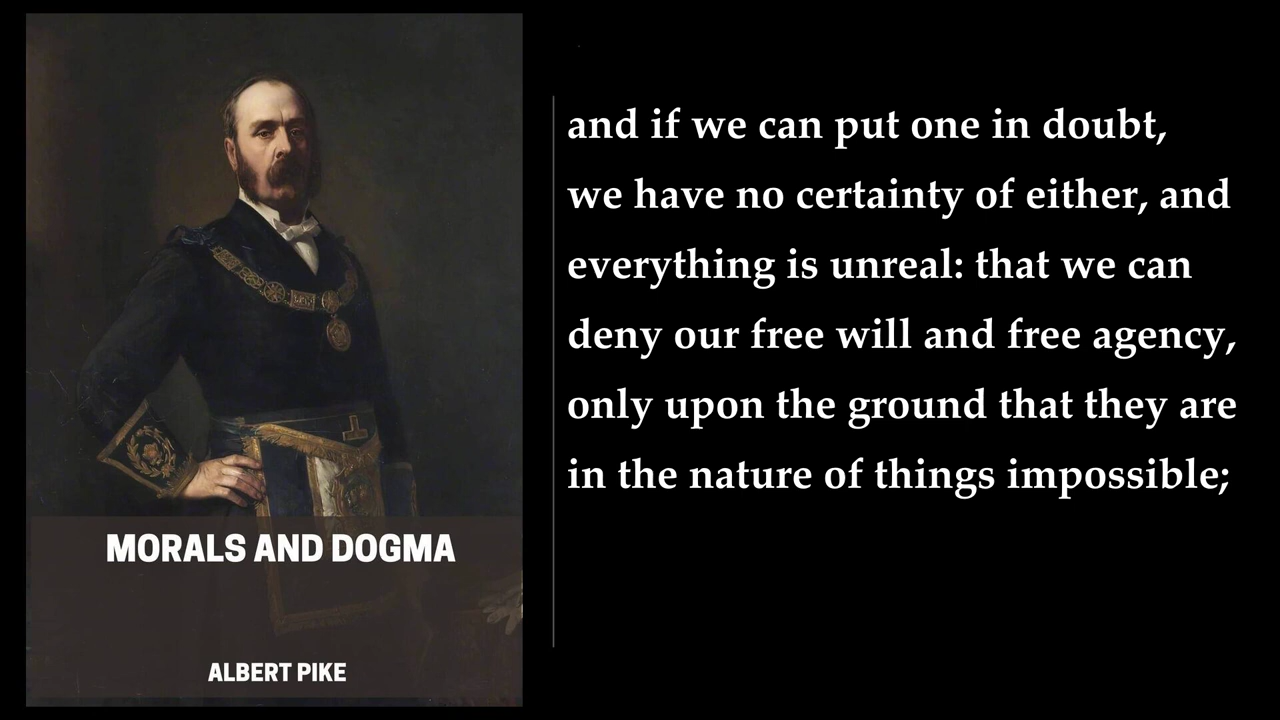 MORALS AND DOGMA
ALBERT PIKE
and if we can put one in doubt,
we have no certainty of either, and
everything is unreal: that we can
deny our free will and free agency,
only upon the ground that they are
in the nature of things impossible;